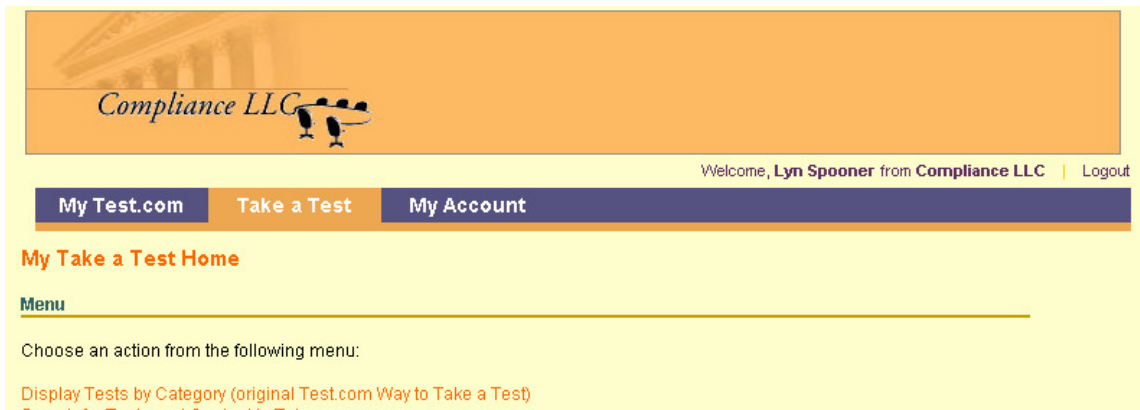 Compliance LLC
Welcome, Lyn Spooner from Compliance LLC | Logout
My Test.com Take a Test My Account
My Take a Test Home
Menu
Choose an action from the following menu:
Display Tests by Category (original Test.com Way to Take a Test)